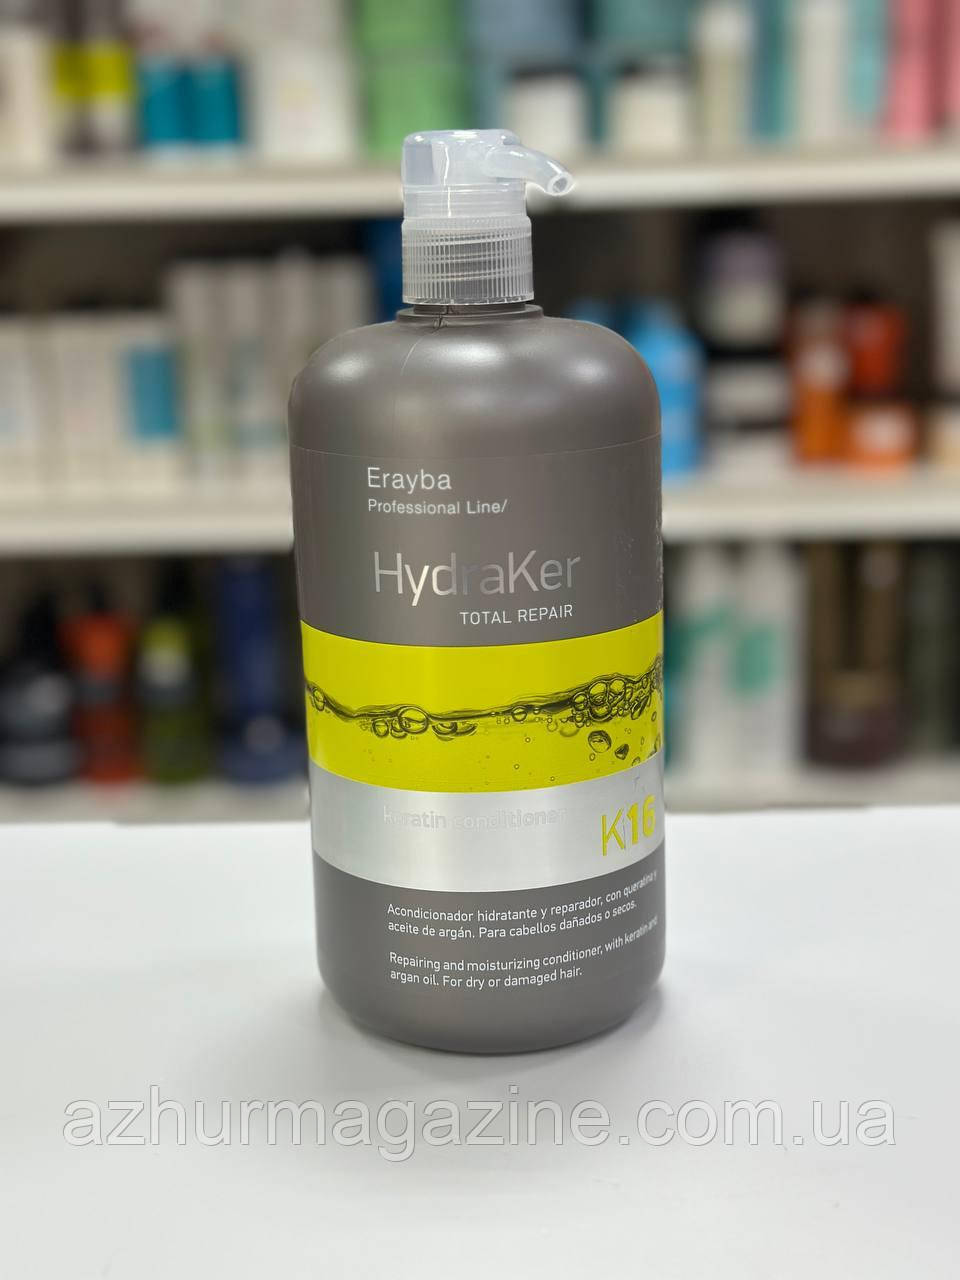 Erayba
Professional Line/
HydraKer
TOTAL REPAIR
keratin conditioner
K16
Acondicionador hidratante y reparador, con queratina y
aceite de argán. Para cabellos dañados o secos.
Repairing and moisturizing conditioner, with keratin and
argan oil. For dry or damaged hair.
azhurmagazine.com.ua